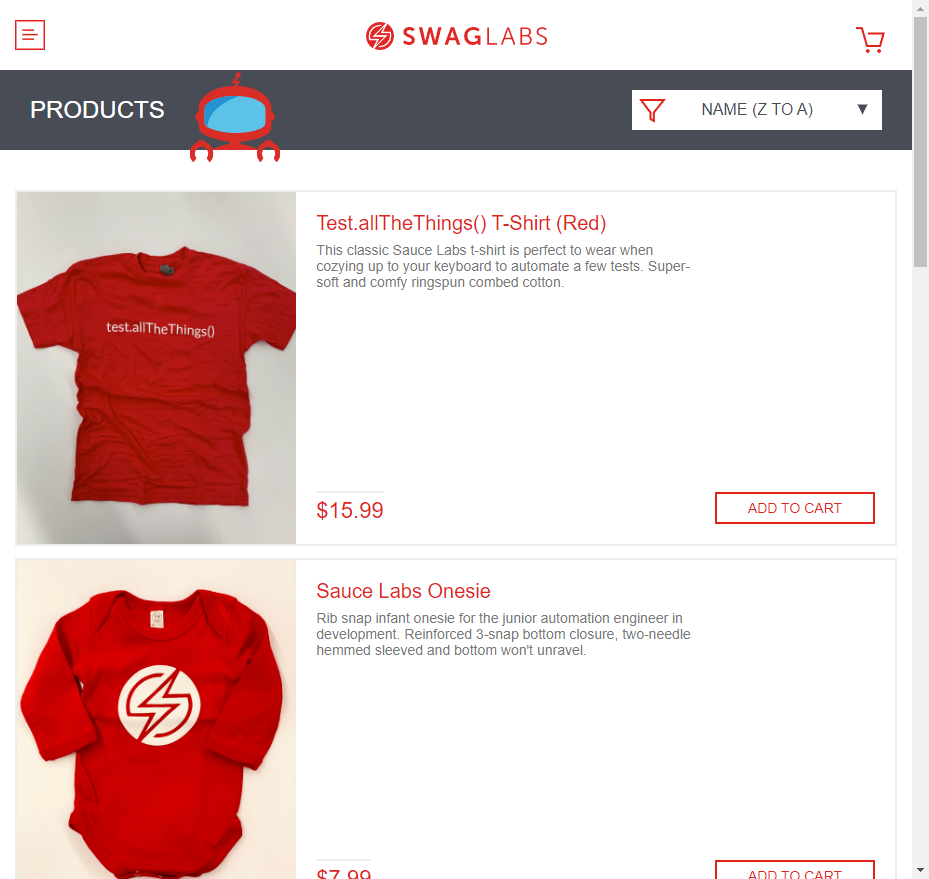 SWAGLABS
PRODUCTS
NAME (Z TO A)
▼
Test.allTheThings() T-Shirt (Red)
This classic Sauce Labs t-shirt is perfect to wear when
cozying up to your keyboard to automate a few tests. Super-
soft and comfy ringspun combed cotton.
test.allTheThings()
$15.99
ADD TO CART
Sauce Labs Onesie
Rib snap infant onesie for the junior automation engineer in
development. Reinforced 3-snap bottom closure, two-needle
hemmed sleeved and bottom won't unravel.
$7.99
ADD TO CART